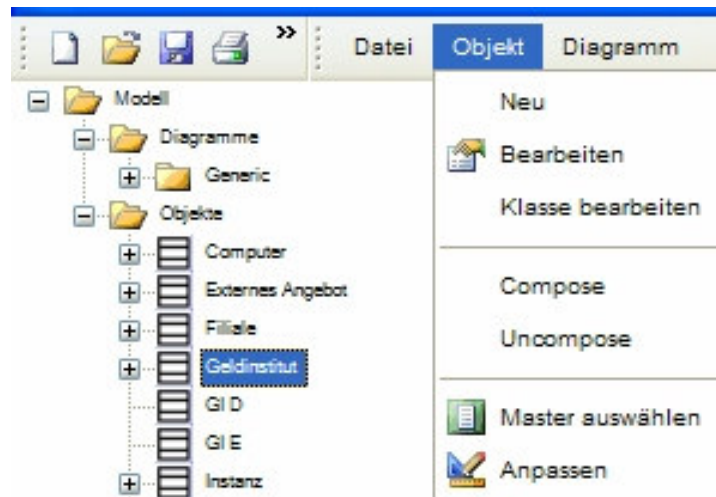 » Datei Objekt Diagramm
Modell
Diagramme
Generic
Objekte
Computer
Externes Angebot
Filiale
Geldinstitut
GI D
GI E
Instanz
Neu
Bearbeiten
Klasse bearbeiten
Compose
Uncompose
Master auswählen
Anpassen